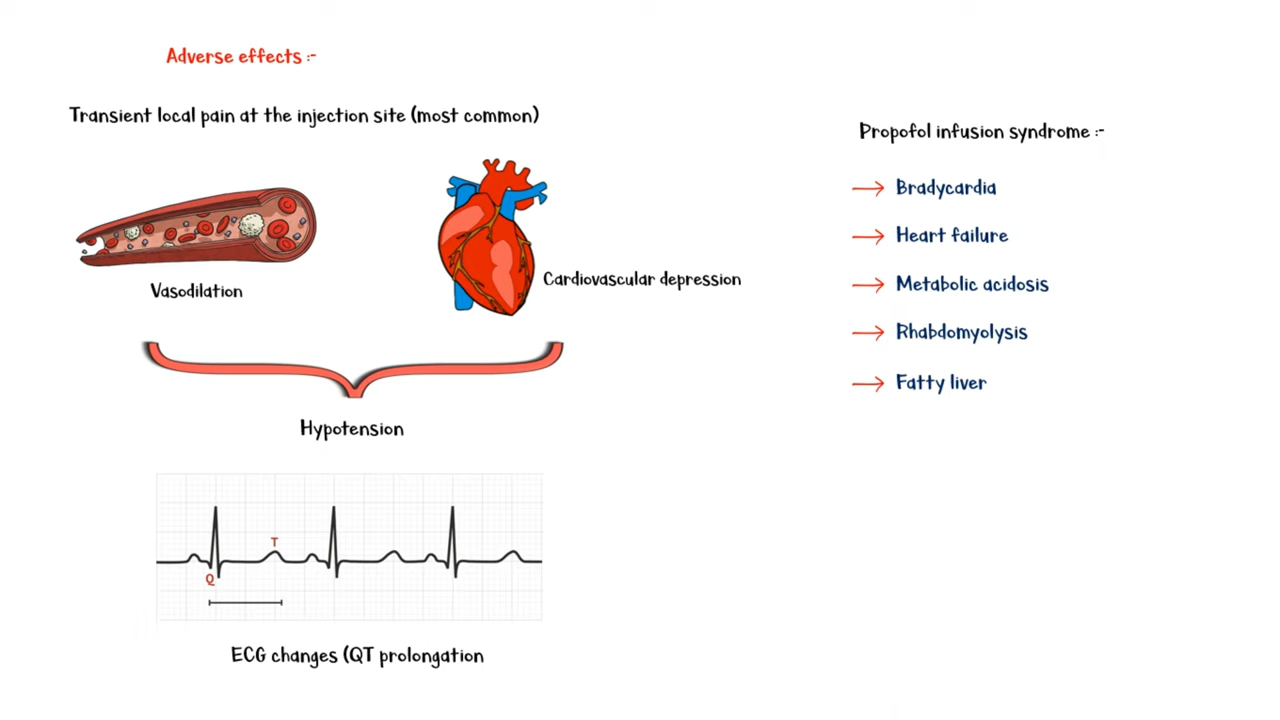 Adverse effects :-
Transient local pain at the injection site (most common)
Vasodilation
Cardiovascular depression
Hypotension
T
Q
ECG changes (QT prolongation
Propofol infusion syndrome :-
→ Bradycardia
→ Heart failure
→ Metabolic acidosis
→ Rhabdomyolysis
→ Fatty liver